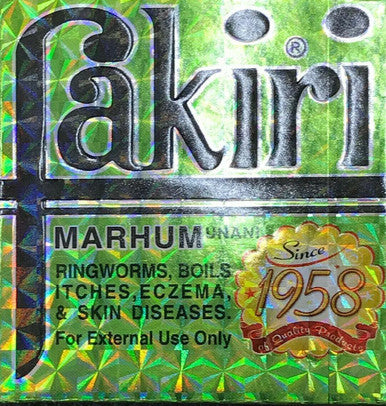 fakiri®
MARHUM UNANI
RINGWORMS, BOILS
ITCHES, ECZEMA,
& SKIN DISEASES.
For External Use Only
Since
1958
of Quality Products